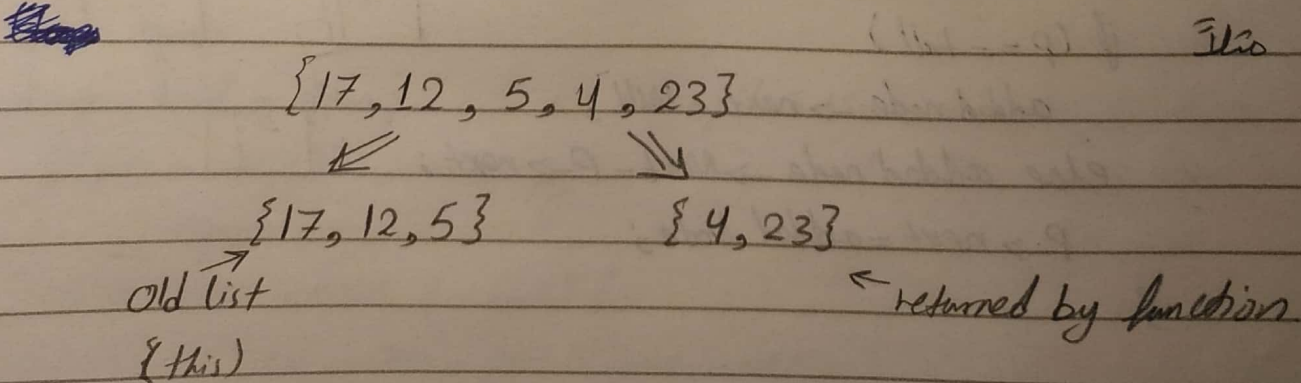 {17, 12, 5, 4, 23}
{17, 12, 5} {4, 23}
old list
returned by function
{this)